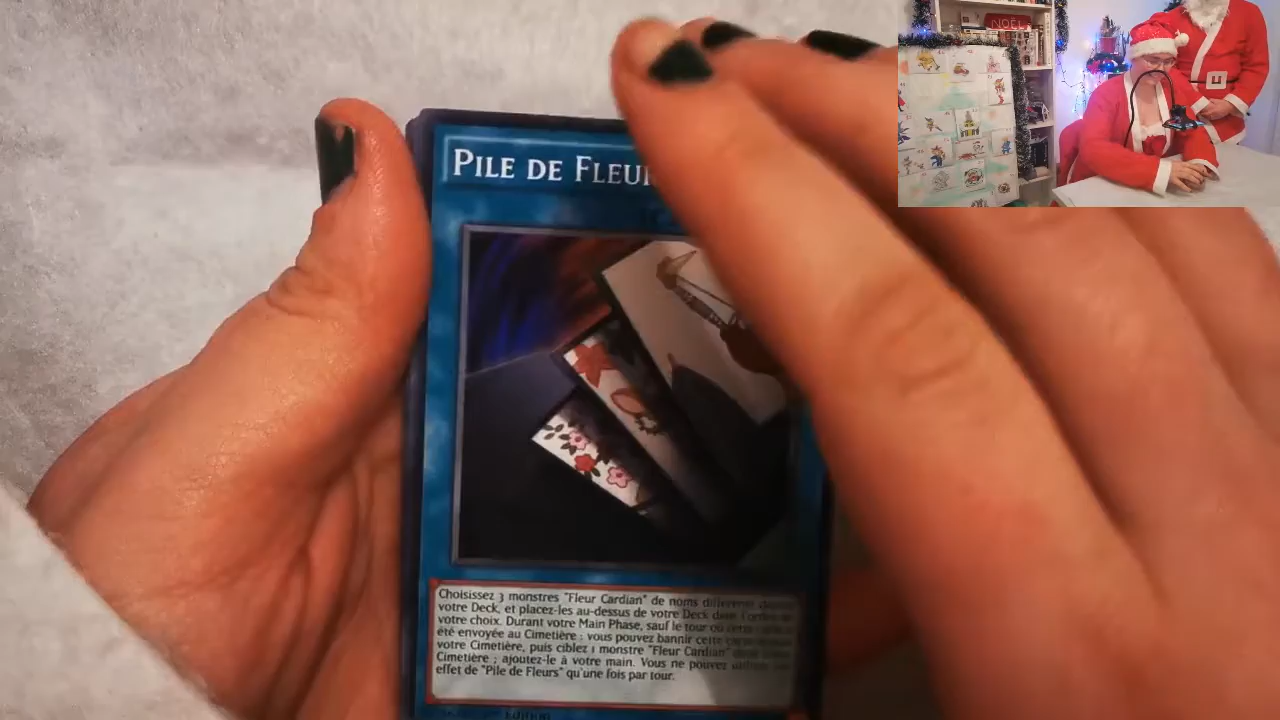 NOËL
PILE DE FLEU
Choisissez 3 monstres "Fleur Cardian" de noms différents
votre Deck, et placez-les au-dessus de votre Deck dans l'ordre
votre choix. Durant votre Main Phase, sauf le tour où cette
été envoyée au Cimetière : vous pouvez bannir cette
votre Cimetière, puis ciblez 1 monstre "Fleur Cardian"
Cimetière ; ajoutez-le à votre main. Vous ne pouvez
effet de "Pile de Fleurs" qu'une fois par tour.
Edition